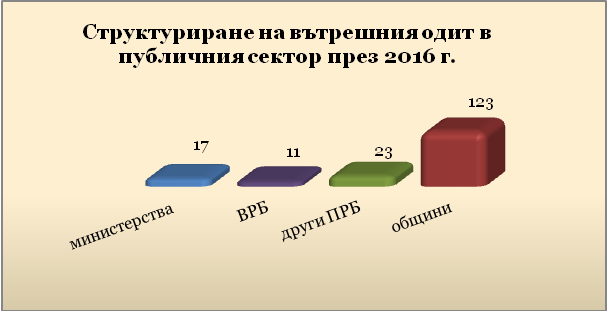 Структуриране на вътрешния одит в
публичния сектор през 2016 г.
123
17
11
23
министерства
ВРБ
други ПРБ
общини